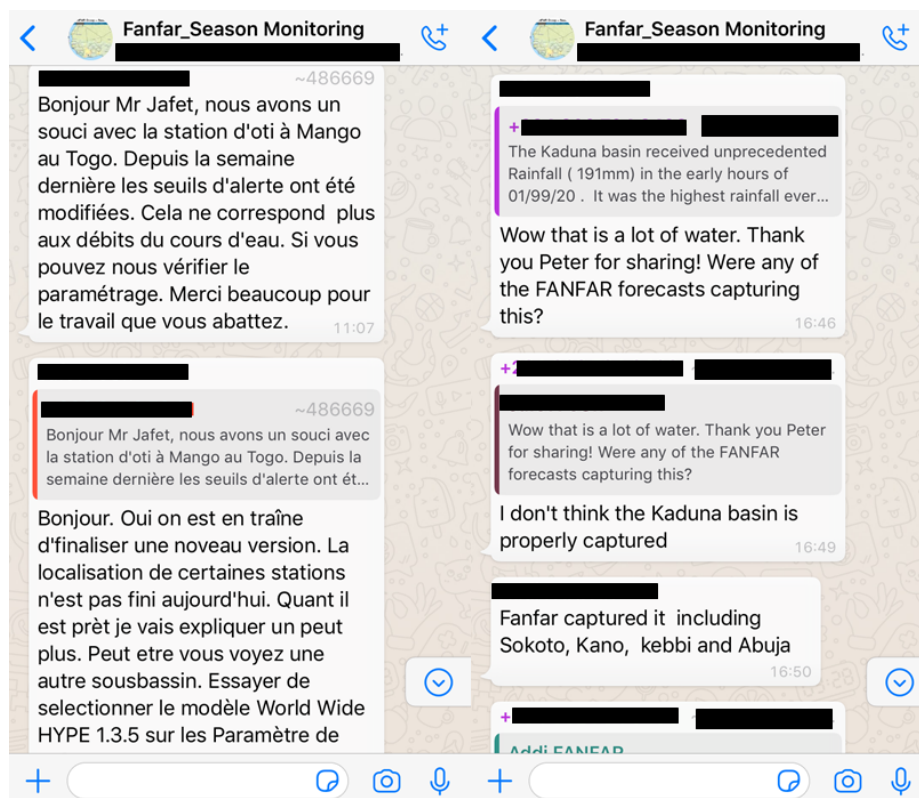 Fanfar_Season Monitoring
~486669
Bonjour Mr Jafet, nous avons un
souci avec la station d'oti à Mango
au Togo. Depuis la semaine
dernière les seuils d'alerte ont été
modifiées. Cela ne correspond plus
aux débits du cours d'eau. Si vous
pouvez nous vérifier le
paramétrage. Merci beaucoup pour
le travail que vous abattez.
11:07
~486669
Bonjour Mr Jafet, nous avons un souci avec
la station d'oti à Mango au Togo. Depuis la
semaine dernière les seuils d'alerte ont ét...
Bonjour. Oui on est en traîne
d'finaliser une noveau version. La
localisation de certaines stations
n'est pas fini aujourd'hui. Quant il
est prèt je vais expliquer un peut
plus. Peut etre vous voyez une
autre sousbassin. Essayer de
selectionner le modèle World Wide
HYPE 1.3.5 sur les Paramètre de
Fanfar_Season Monitoring
+
The Kaduna basin received unprecedented
Rainfall ( 191mm) in the early hours of
01/99/20 . It was the highest rainfall ever...
Wow that is a lot of water. Thank
you Peter for sharing! Were any of
the FANFAR forecasts capturing
this?
16:46
Wow that is a lot of water. Thank you Peter
for sharing! Were any of the FANFAR
forecasts capturing this?
I don't think the Kaduna basin is
properly captured
16:49
Fanfar captured it including
Sokoto, Kano, kebbi and Abuja
16:50
+
Addi FANFAR